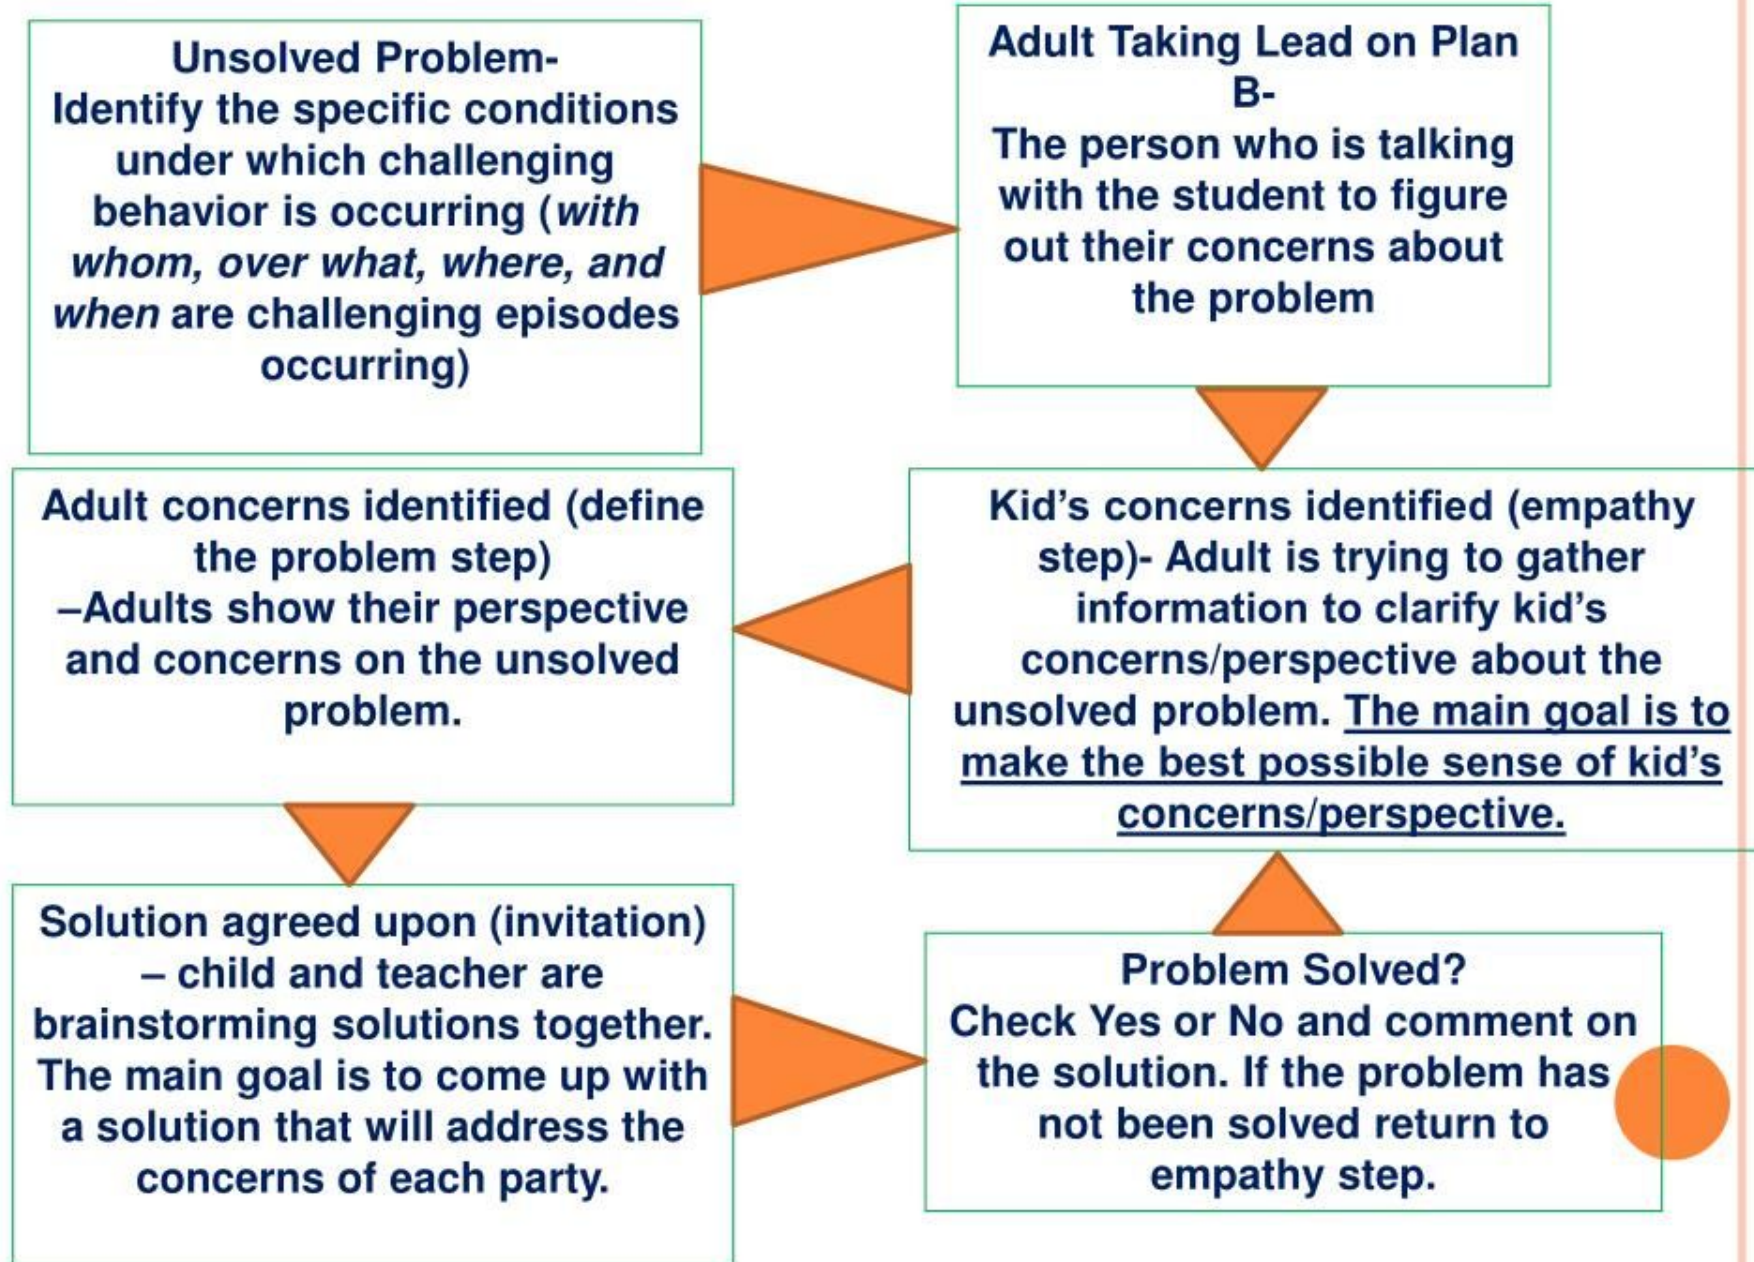 Unsolved Problem-
Identify the specific conditions
under which challenging
behavior is occurring (with
whom, over what, where, and
when are challenging episodes
occurring)
Adult Taking Lead on Plan
B-
The person who is talking
with the student to figure
out their concerns about
the problem
Kid's concerns identified (empathy
step)- Adult is trying to gather
information to clarify kid's
concerns/perspective about the
unsolved problem. The main goal is to
make the best possible sense of kid's
concerns/perspective.
Adult concerns identified (define
the problem step)
–Adults show their perspective
and concerns on the unsolved
problem.
Solution agreed upon (invitation)
– child and teacher are
brainstorming solutions together.
The main goal is to come up with
a solution that will address the
concerns of each party.
Problem Solved?
Check Yes or No and comment on
the solution. If the problem has
not been solved return to
empathy step.